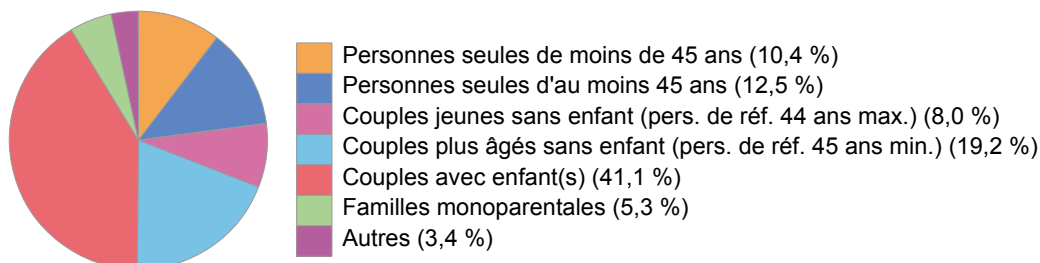 Personnes seules de moins de 45 ans (10,4 %)
Personnes seules d'au moins 45 ans (12,5 %)
Couples jeunes sans enfant (pers. de réf. 44 ans max.) (8,0 %)
Couples plus âgés sans enfant (pers. de réf. 45 ans min.) (19,2 %)
Couples avec enfant(s) (41,1 %)
Familles monoparentales (5,3 %)
Autres (3,4 %)